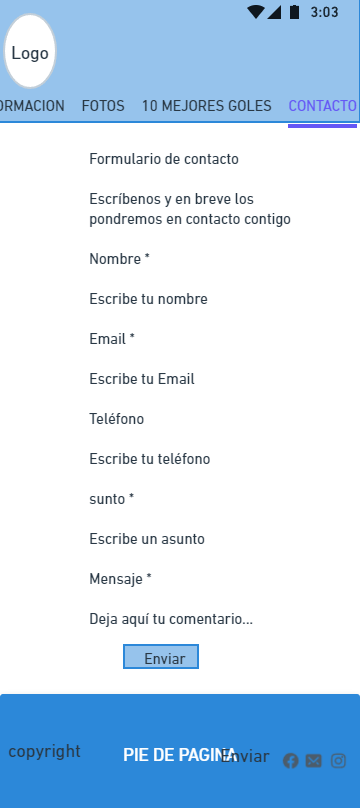 3:03
Logo
ORMACION FOTOS 10 MEJORES GOLES CONTACTO
Formulario de contacto
Escríbenos y en breve los
pondremos en contacto contigo
Nombre *
Escribe tu nombre
Email *
Escribe tu Email
Teléfono
Escribe tu teléfono
sunto *
Escribe un asunto
Mensaje *
Deja aquí tu comentario...
Enviar
copyright PIE DE PAGINA Enviar